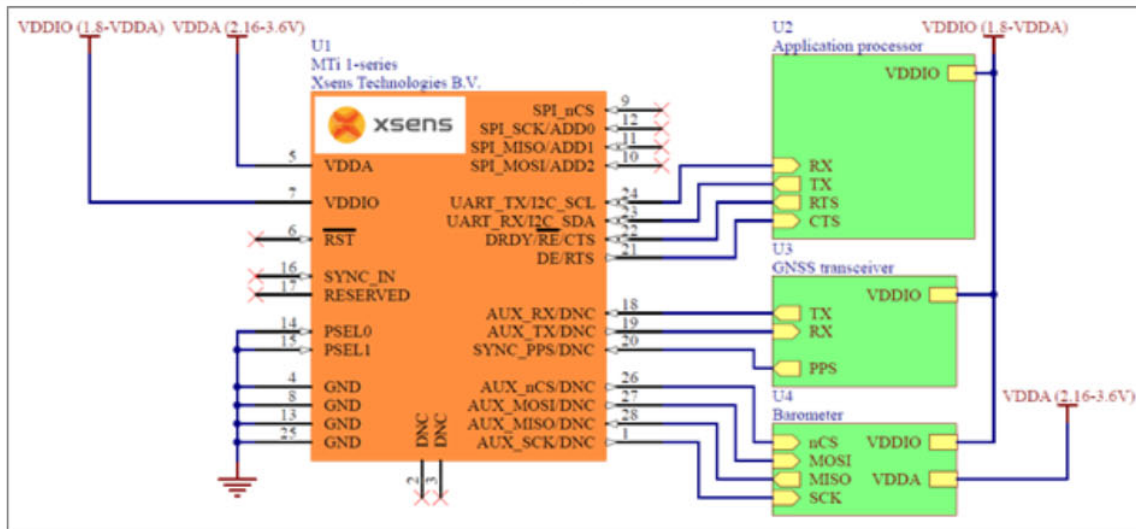 VDDIO (1.8-VDDA) VDDA (2.16-3.6V)
U1
MTi 1-series
Xsens Technologies B.V.
xsens
5 VDDA
7 VDDIO
6 RST
16 SYNC_IN
17 RESERVED
14 PSEL0
15 PSEL1
4 GND
8 GND
13 GND
25 GND
DNC 2
DNC 3
SPI_nCS 9
SPI_SCK/ADD0 12
SPI_MISO/ADD1 11
SPI_MOSI/ADD2 10
UART_TX/I2C_SCL 24
UART_RX/I2C_SDA 23
DRDY/RE/CTS 22
DE/RTS 21
AUX_RX/DNC 18
AUX_TX/DNC 19
SYNC_PPS/DNC 20
AUX_nCS/DNC 26
AUX_MOSI/DNC 27
AUX_MISO/DNC 28
AUX_SCK/DNC 1
U2
Application processor
VDDIO
RX
TX
RTS
CTS
VDDIO (1.8-VDDA)
U3
GNSS transceiver
VDDIO
TX
RX
PPS
U4
Barometer
nCS VDDIO
MOSI
MISO VDDA
SCK
VDDA (2.16-3.6V)